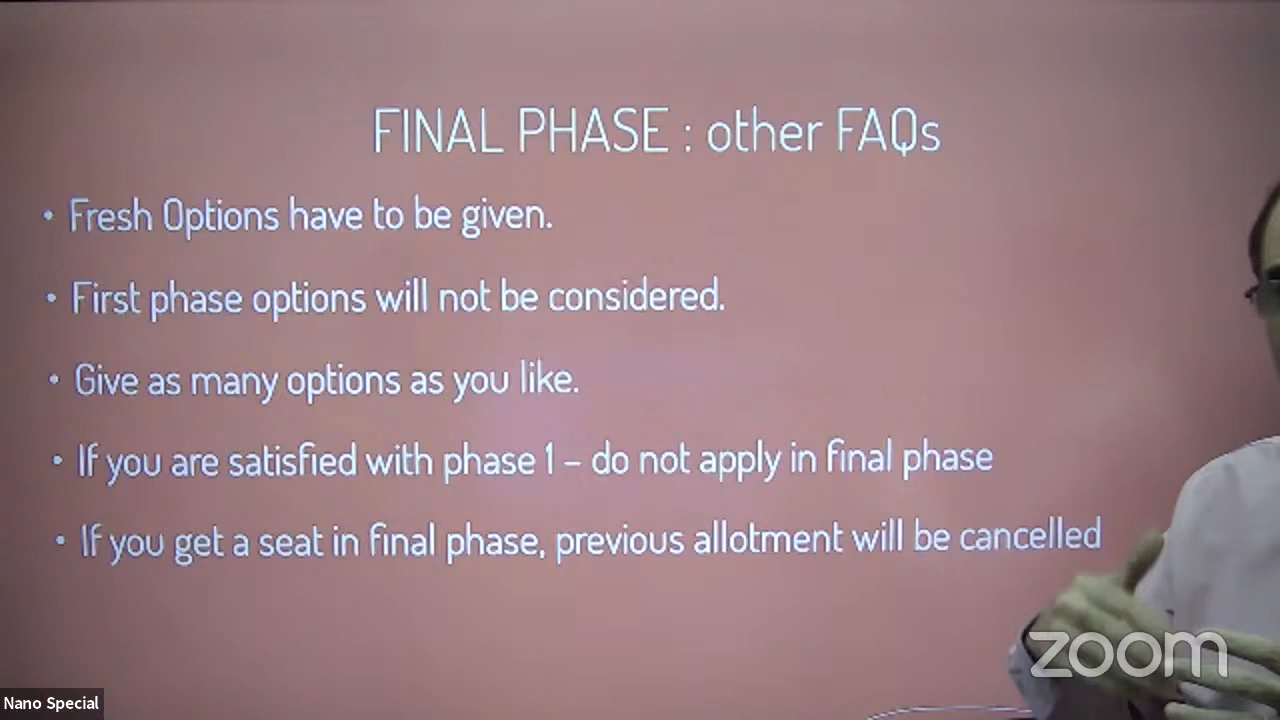 FINAL PHASE : other FAQs
• Fresh Options have to be given.
• First phase options will not be considered.
• Give as many options as you like.
• If you are satisfied with phase 1 – do not apply in final phase
• If you get a seat in final phase, previous allotment will be cancelled
zoom
Nano Special